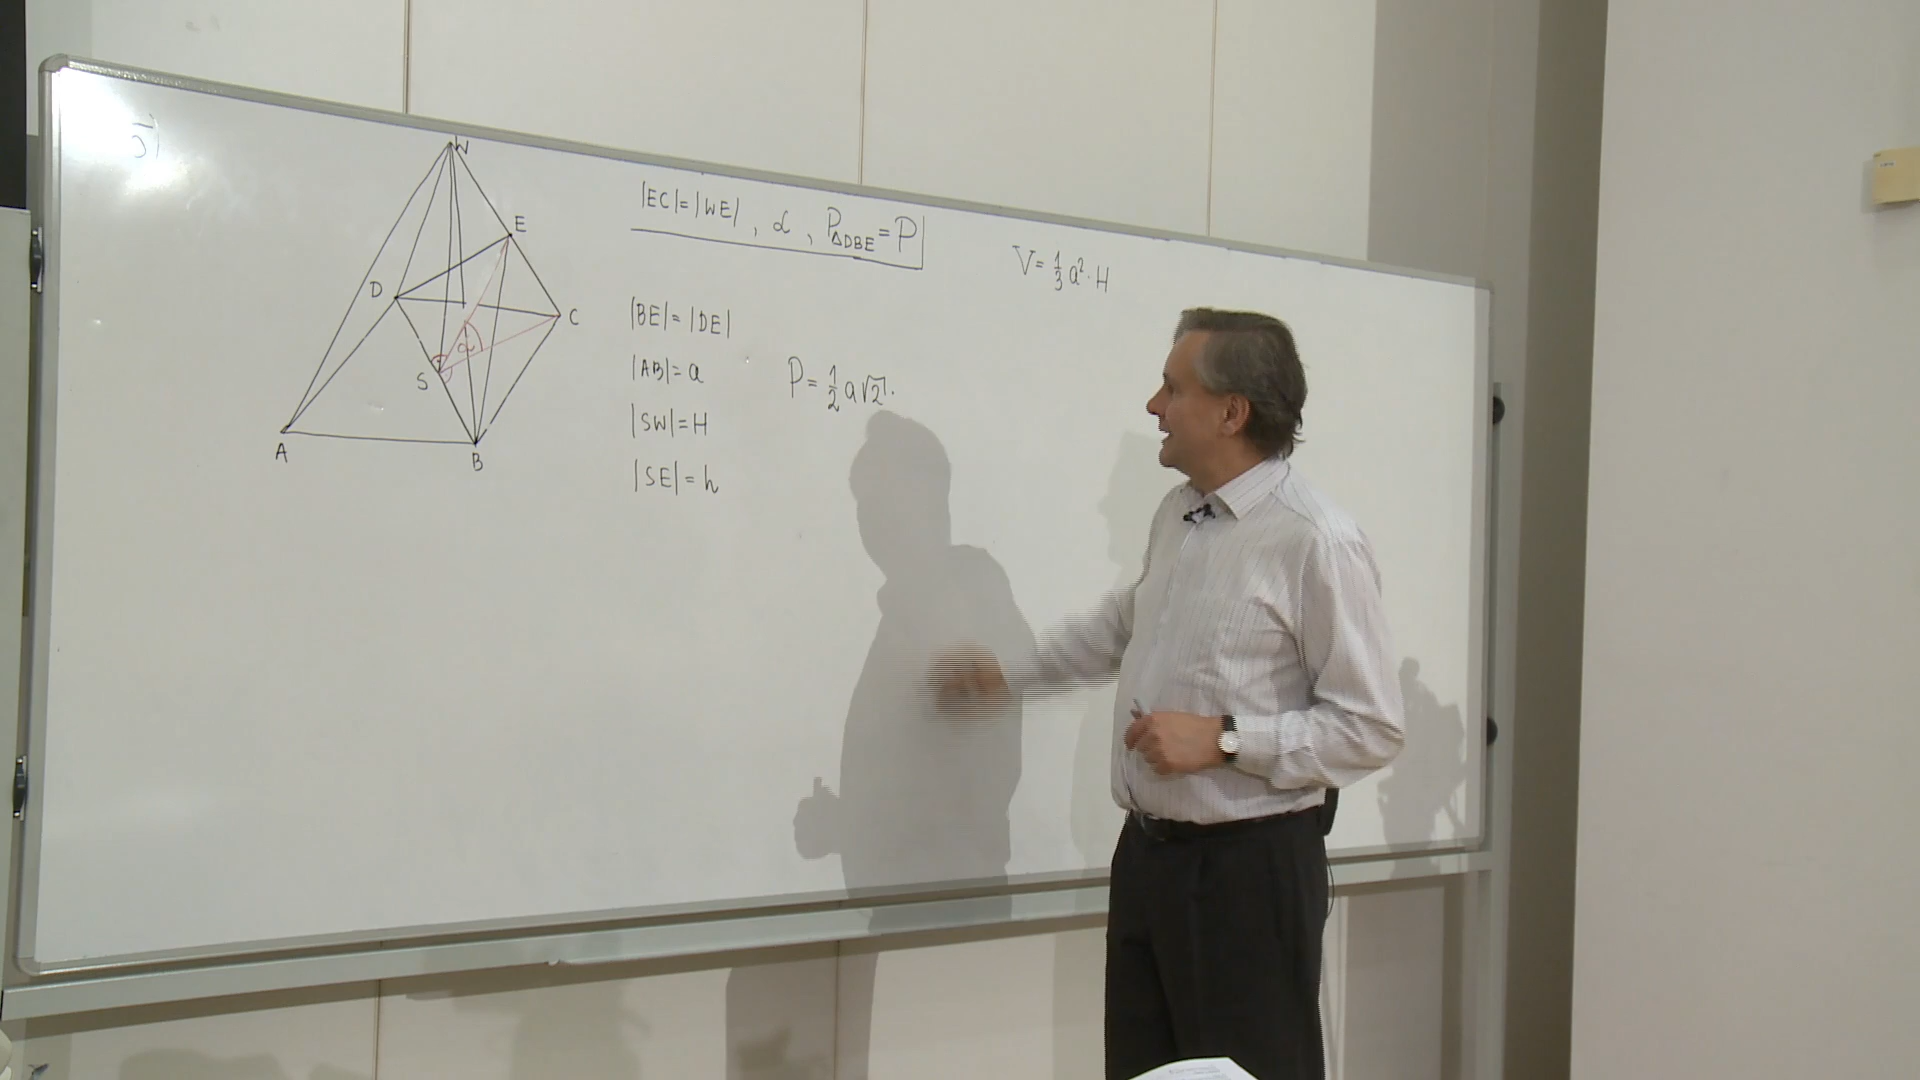 5)
W
E
D
C
α
S
A
B
|EC|=|WE| , α , P△DBE = P
|BE|=|DE|
|AB|= a
|SW|= H
|SE|= h
P = 1/2 a√2 ·
V = 1/3 a² · H